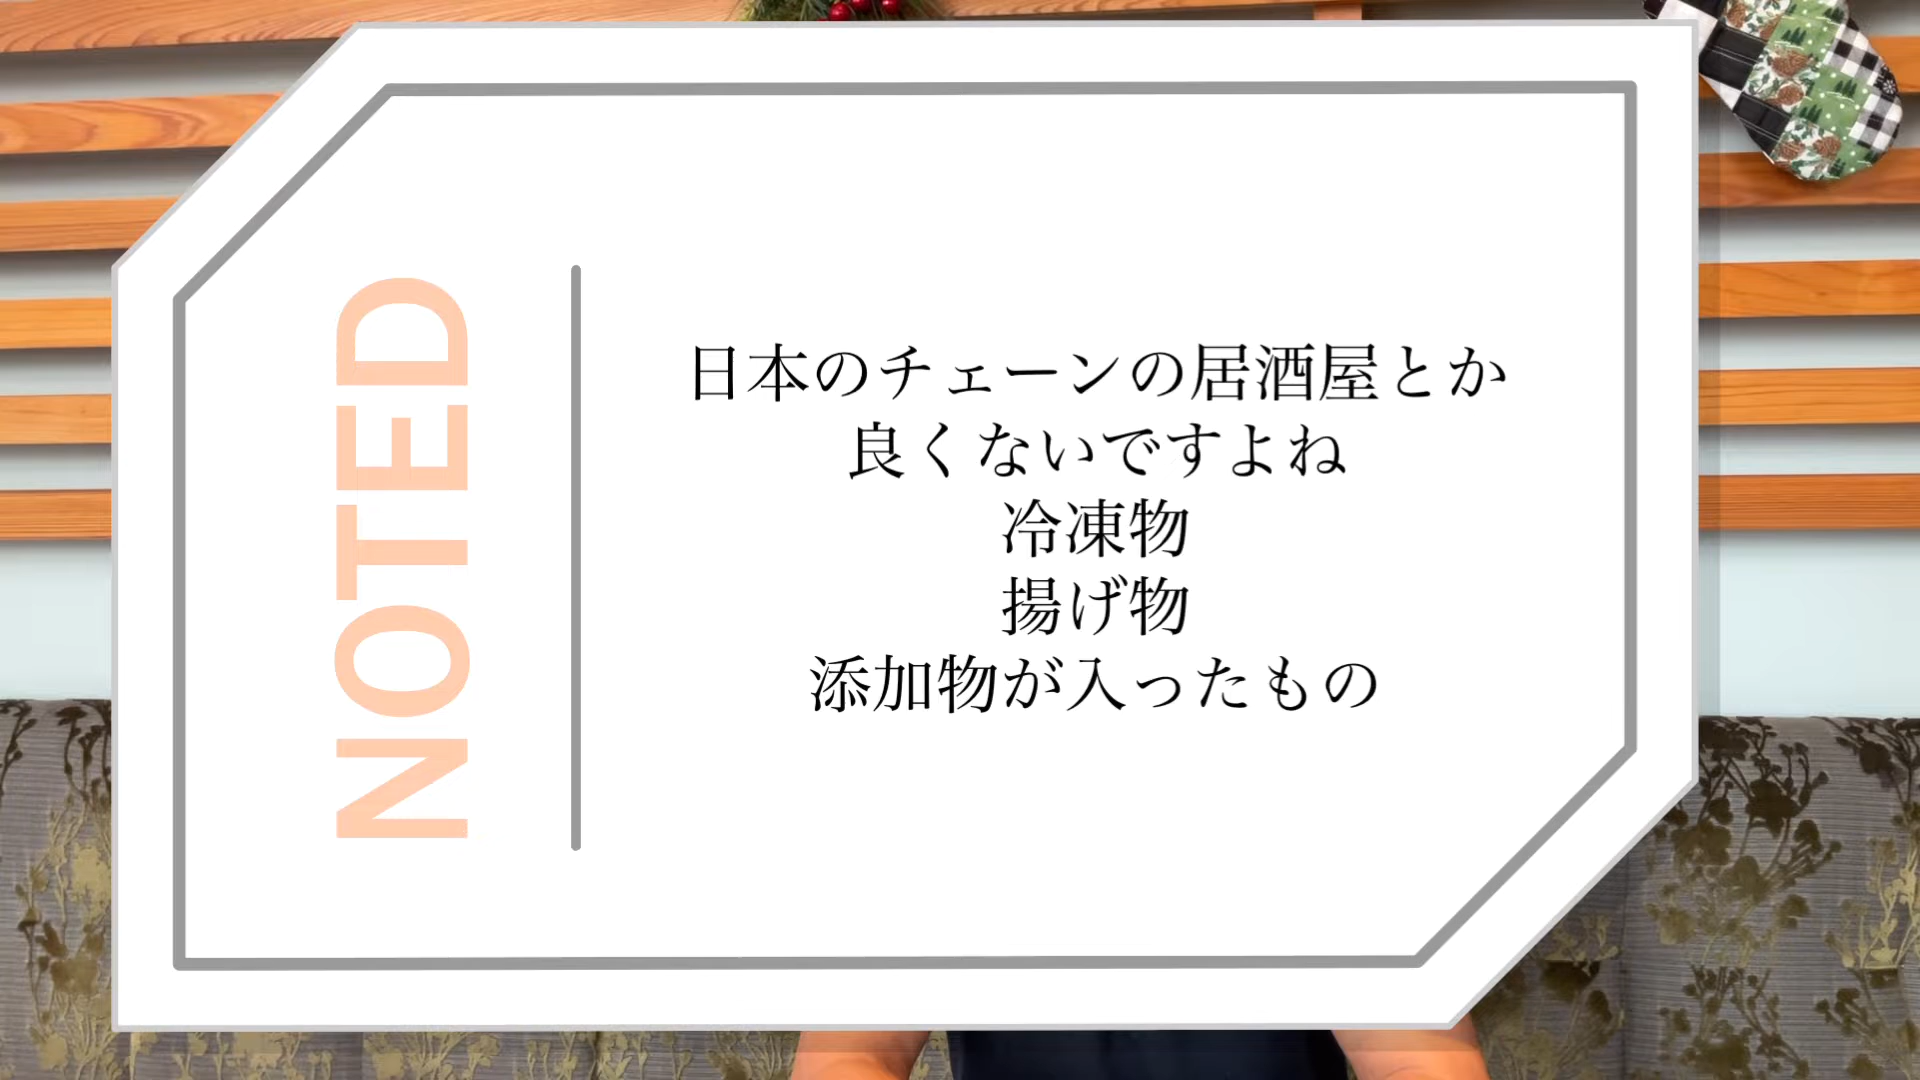 NOTED
日本のチェーンの居酒屋とか
良くないですよね
冷凍物
揚げ物
添加物が入ったもの